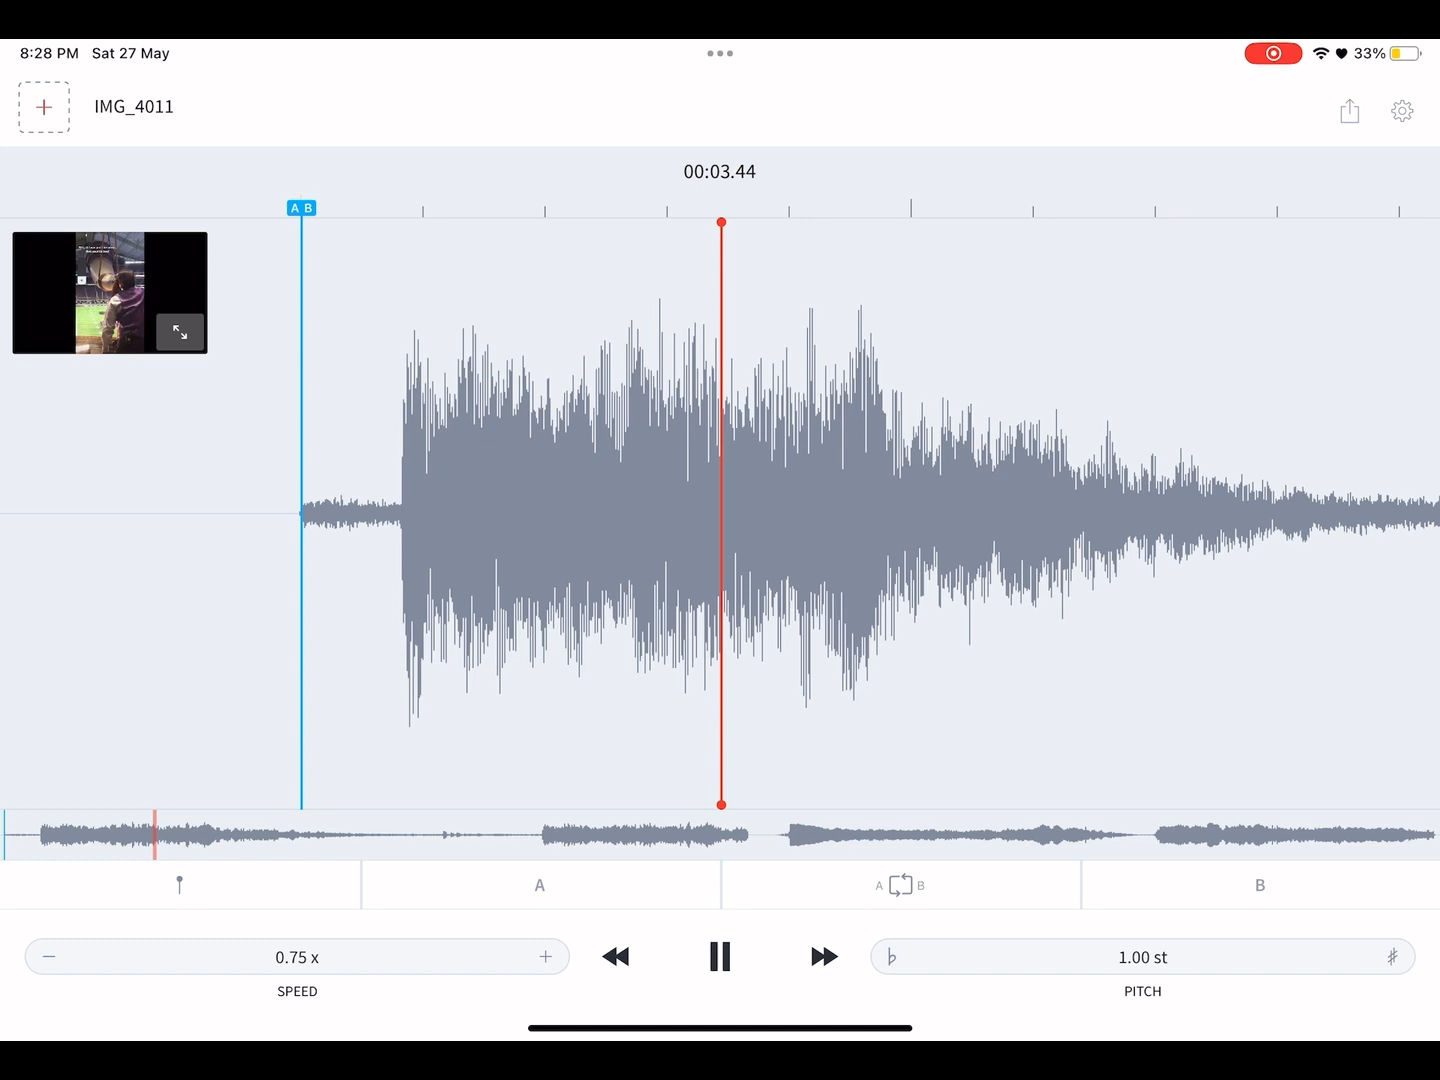 8:28 PM Sat 27 May
33%
IMG_4011
00:03.44
A B
A
A B
B
0.75 x
1.00 st
SPEED
PITCH